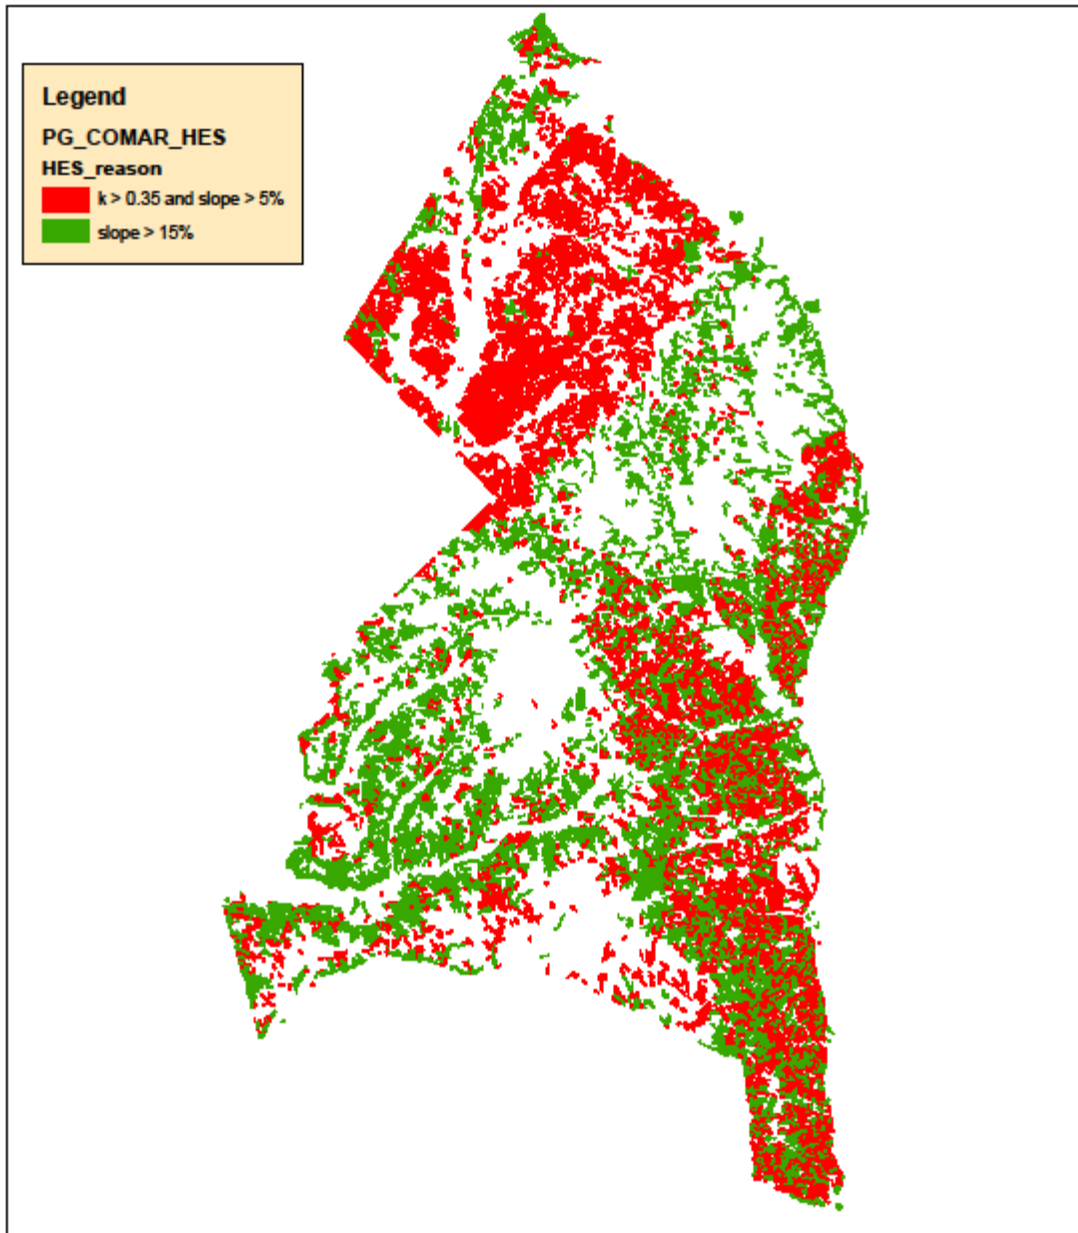 Legend
PG_COMAR_HES
HES_reason
k > 0.35 and slope > 5%
slope > 15%